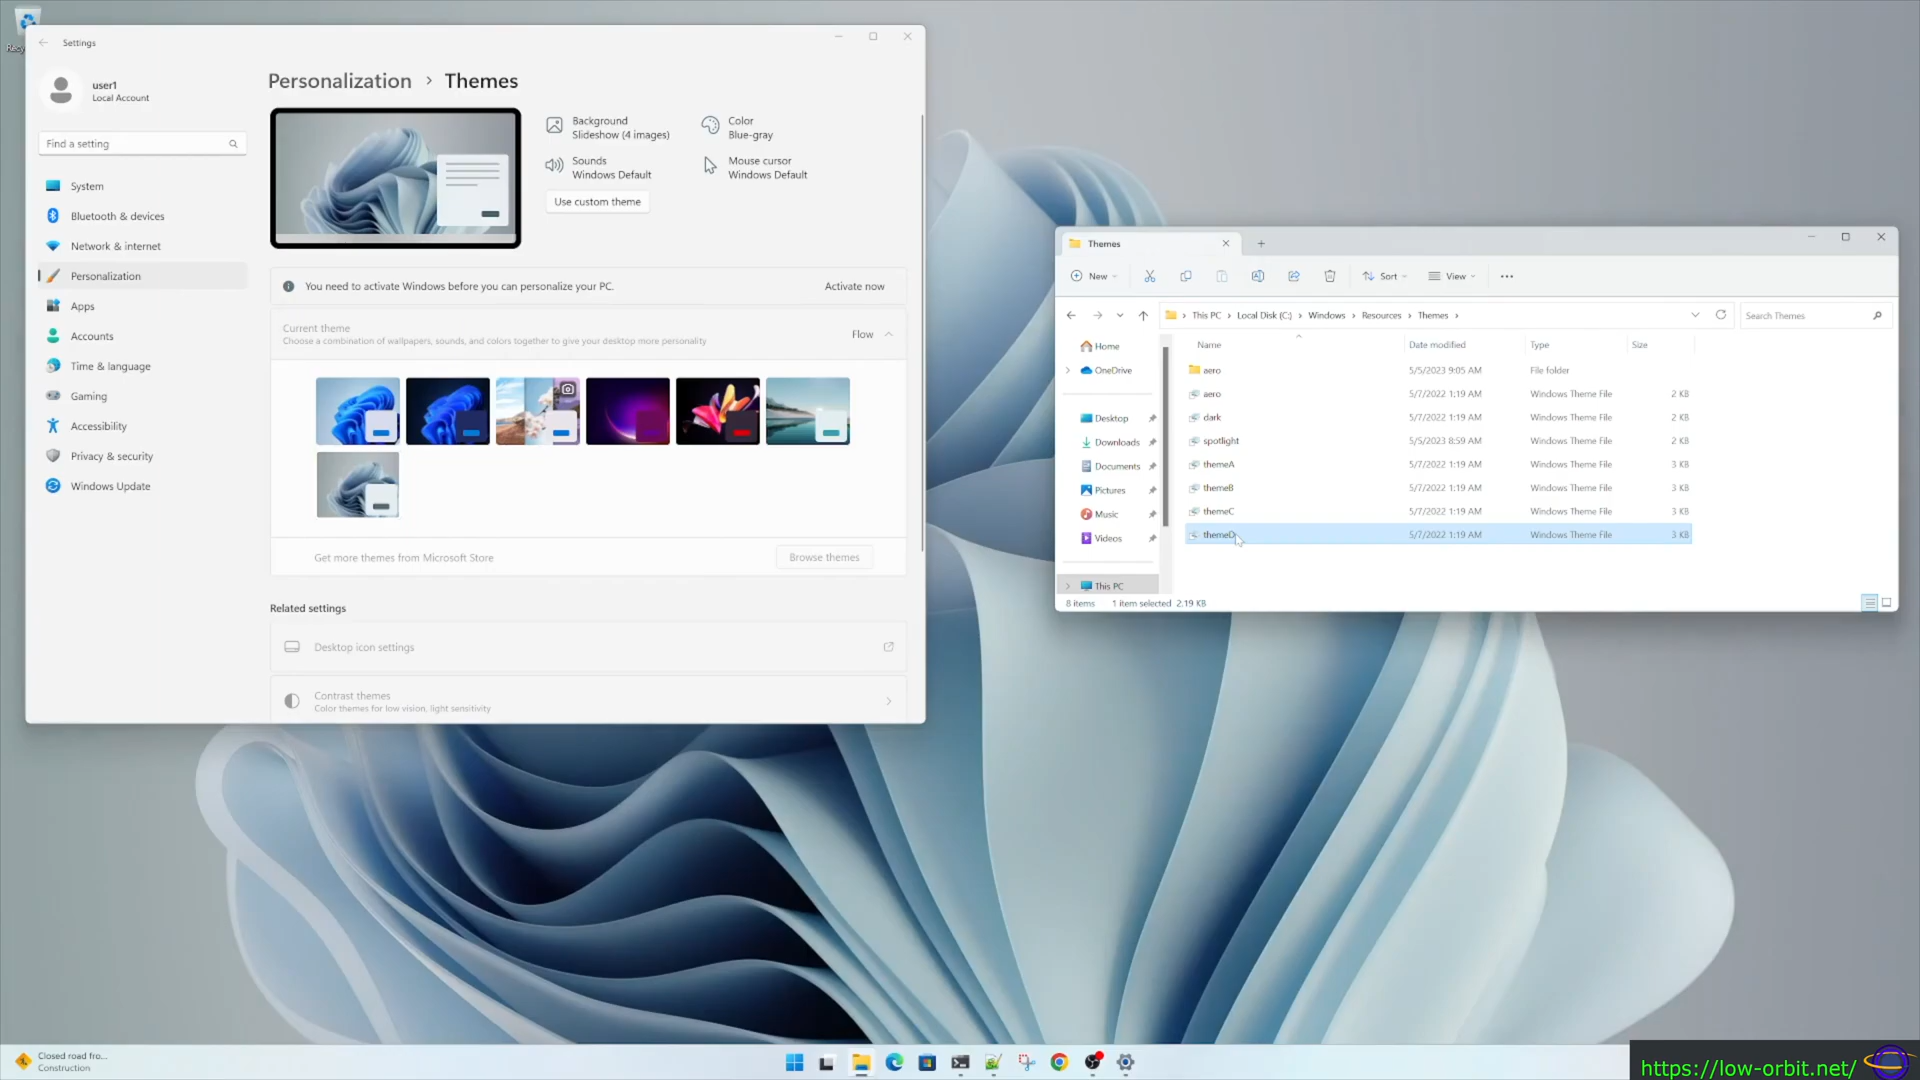 Settings
user1
Local Account
Find a setting
System
Bluetooth & devices
Network & internet
Personalization
Apps
Accounts
Time & language
Gaming
Accessibility
Privacy & security
Windows Update
Personalization > Themes
Background
Slideshow (4 images)
Color
Blue-gray
Sounds
Windows Default
Mouse cursor
Windows Default
Use custom theme
You need to activate Windows before you can personalize your PC.
Activate now
Current theme
Choose a combination of wallpapers, sounds, and colors together to give your desktop more personality
Flow
Get more themes from Microsoft Store
Browse themes
Related settings
Desktop icon settings
Contrast themes
Color themes for low vision, light sensitivity
Themes
New
Sort
View
This PC > Local Disk (C:) > Windows > Resources > Themes >
Search Themes
Home
OneDrive
Desktop
Downloads
Documents
Pictures
Music
Videos
This PC
Name Date modified Type Size
aero 5/5/2023 9:05 AM File folder
aero 5/7/2022 1:19 AM Windows Theme File 2 KB
dark 5/7/2022 1:19 AM Windows Theme File 2 KB
spotlight 5/5/2023 8:59 AM Windows Theme File 2 KB
themeA 5/7/2022 1:19 AM Windows Theme File 3 KB
themeB 5/7/2022 1:19 AM Windows Theme File 3 KB
themeC 5/7/2022 1:19 AM Windows Theme File 3 KB
themeD 5/7/2022 1:19 AM Windows Theme File 3 KB
8 items 1 item selected 2.19 KB
Closed road fro...
Construction
https://low-orbit.net/